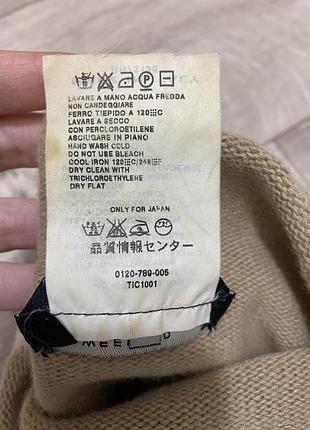 LAVARE A MANO ACQUA FREDDA
NON CANDEGGIARE
FERRO TIEPIDO A 120
LAVARE A SECCO
CON PERCLOROETILENE
ASCIUGARE IN PIANO
HAND WASH COLD
DO NOT USE BLEACH
COOL IRON 120
DRY CLEAN WITH
TRICHLOROETHYLENE
DRY FLAT
ONLY FOR JAPAN
品質情報センター
0120-789-005
TIC1001